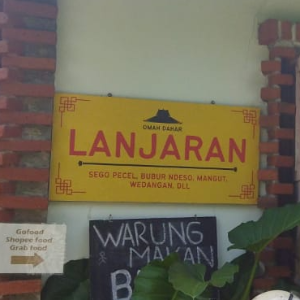 OMAH DAHAR
LANJARAN
SEGO PECEL, BUBUR NDESO, MANGUT,
WEDANGAN, DLL
WARUNG
MAKAN
Gofood
Shopee Food
Grab Food